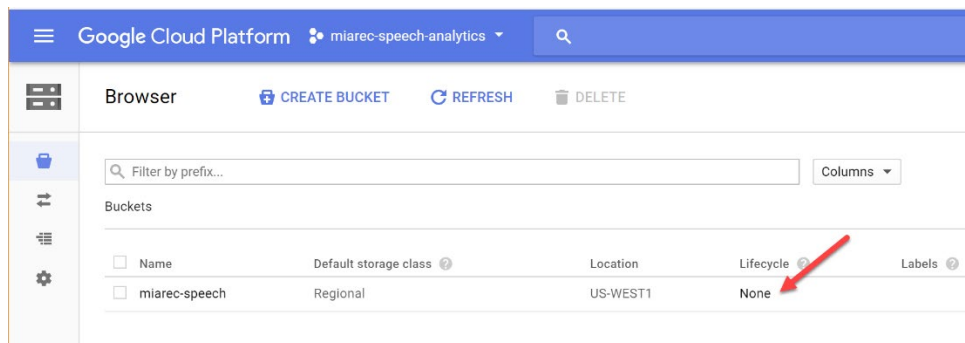 Google Cloud Platform miarec-speech-analytics
Browser CREATE BUCKET REFRESH DELETE
Filter by prefix... Columns
Buckets
Name Default storage class Location Lifecycle Labels
miarec-speech Regional US-WEST1 None